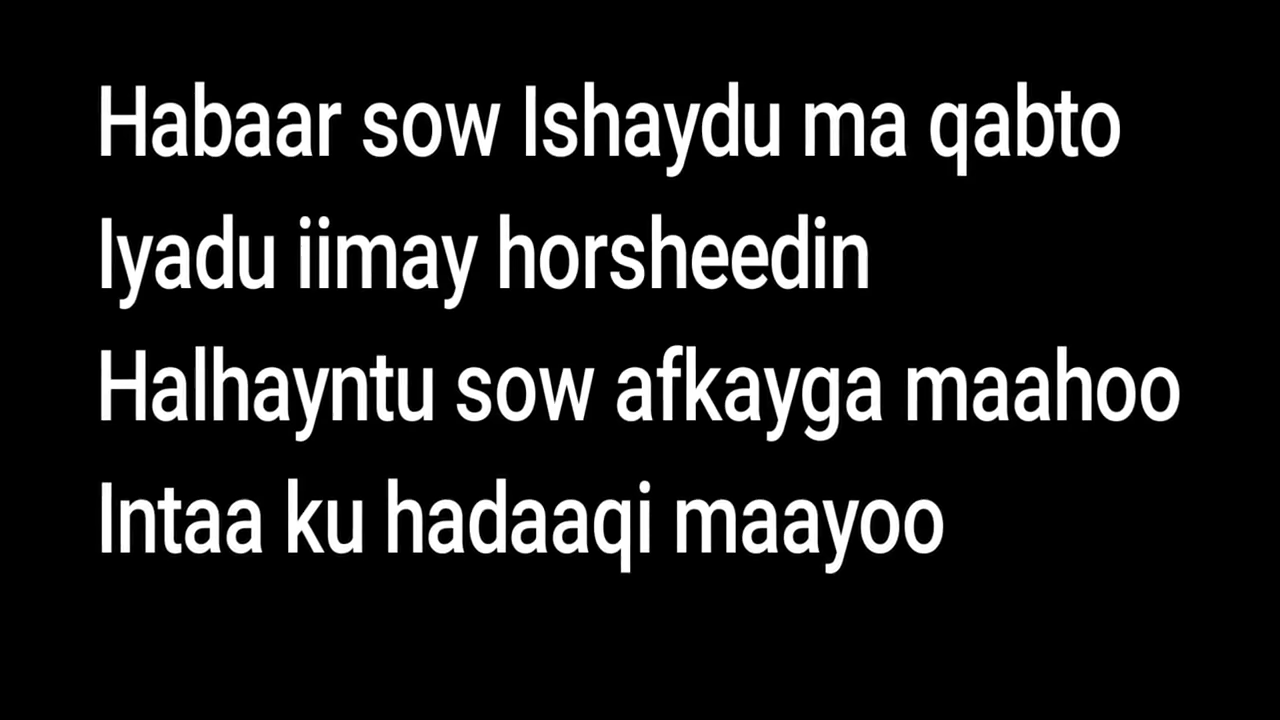 Habaar sow Ishaydu ma qabto
Iyadu iimay horsheedin
Halhayntu sow afkayga maahoo
Intaa ku hadaaqi maayoo